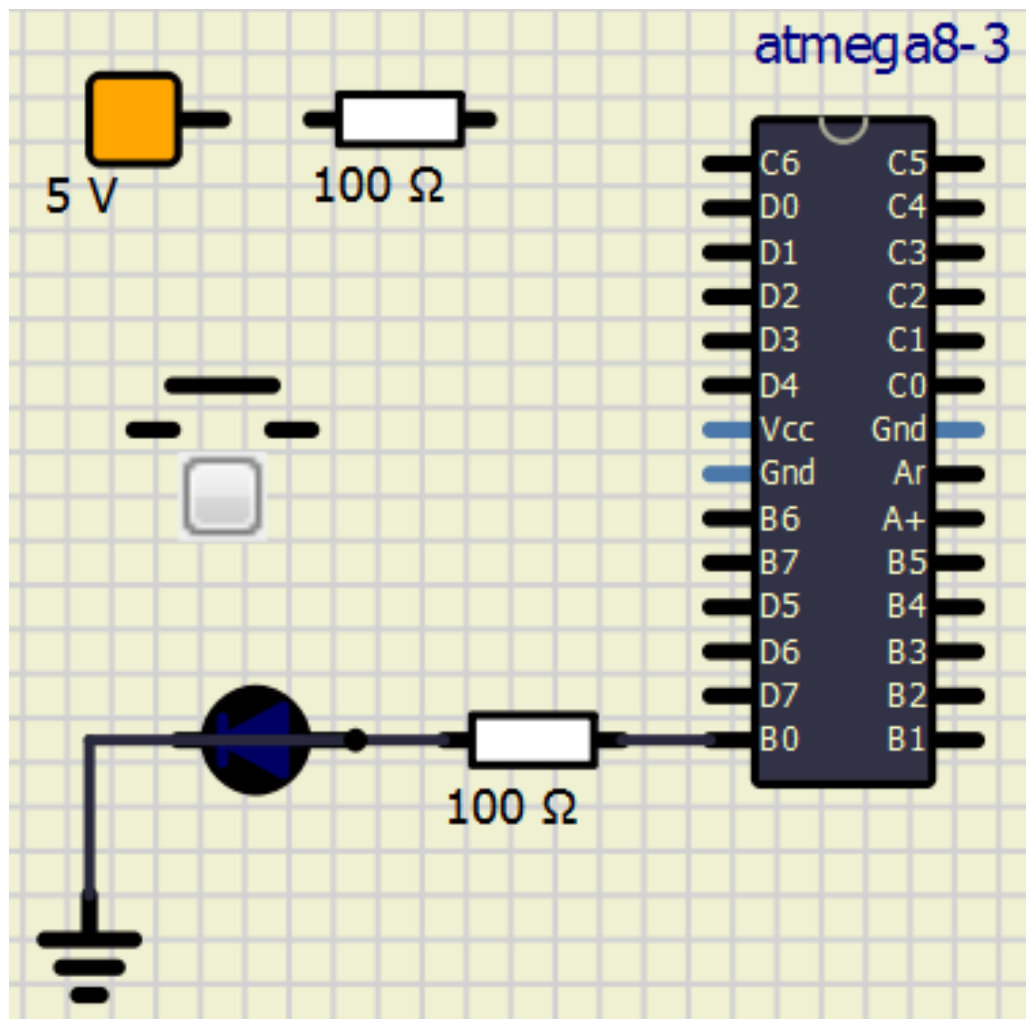 atmega8-3
5 V
100 Ω
C6 C5
D0 C4
D1 C3
D2 C2
D3 C1
D4 C0
Vcc Gnd
Gnd Ar
B6 A+
B7 B5
D5 B4
D6 B3
D7 B2
B0 B1
100 Ω